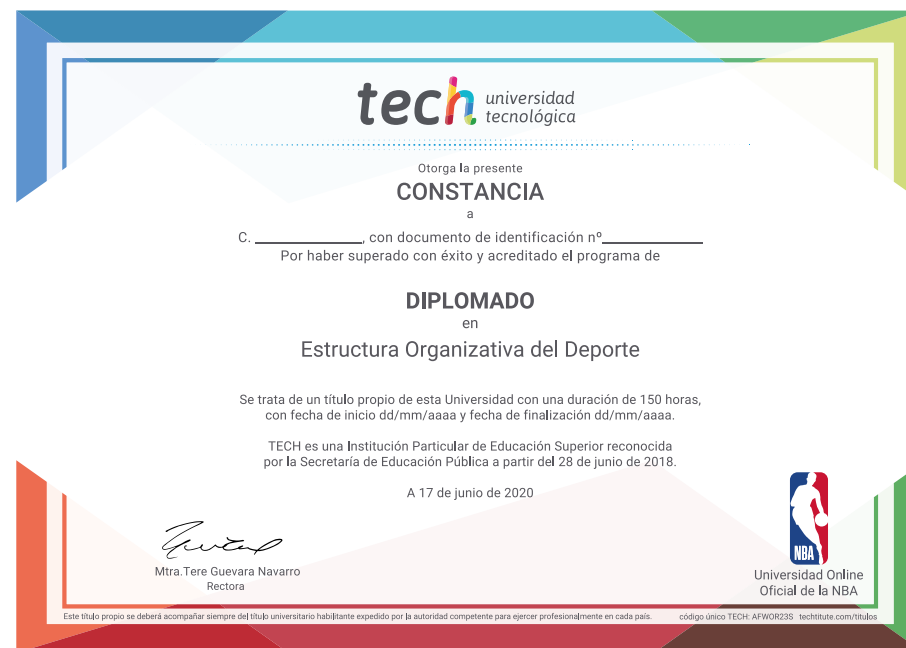 tech universidad
tecnológica
Otorga la presente
CONSTANCIA
a
C. ____________, con documento de identificación nº____________
Por haber superado con éxito y acreditado el programa de
DIPLOMADO
en
Estructura Organizativa del Deporte
Se trata de un título propio de esta Universidad con una duración de 150 horas,
con fecha de inicio dd/mm/aaaa y fecha de finalización dd/mm/aaaa.
TECH es una Institución Particular de Educación Superior reconocida
por la Secretaría de Educación Pública a partir del 28 de junio de 2018.
A 17 de junio de 2020
Mtra.Tere Guevara Navarro
Rectora
NBA
Universidad Online
Oficial de la NBA
Este título propio se deberá acompañar siempre del título universitario habilitante expedido por la autoridad competente para ejercer profesionalmente en cada país. código único TECH: AFWOR23S techtitute.com/titulos